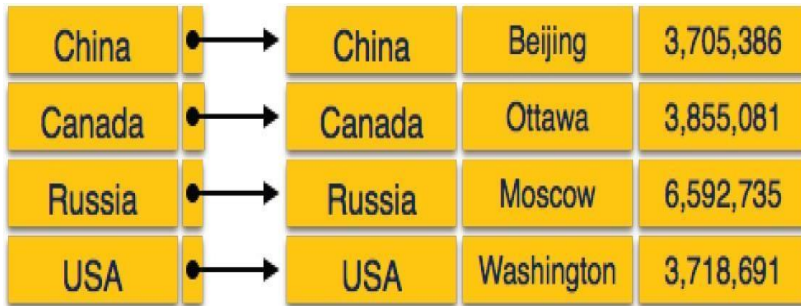 China China Beijing 3,705,386
Canada Canada Ottawa 3,855,081
Russia Russia Moscow 6,592,735
USA USA Washington 3,718,691